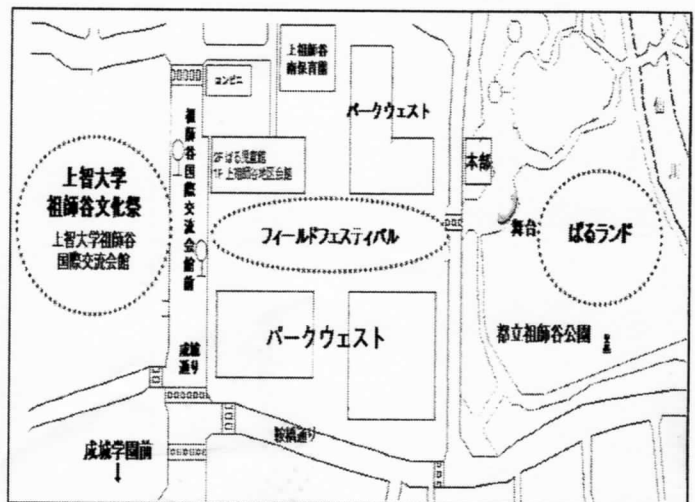 上祖師谷
南保育園
コンビニ
パークウェスト
祖師谷国際交流会館前
2F ぱる児童館
1F 上祖師谷地区会館
本部
上智大学
祖師谷文化祭
上智大学祖師谷
国際交流会館
フィールドフェスティバル
舞台
ぱるランド
仙川
パークウェスト
都立祖師谷公園
成城
通り
成城学園前
↓